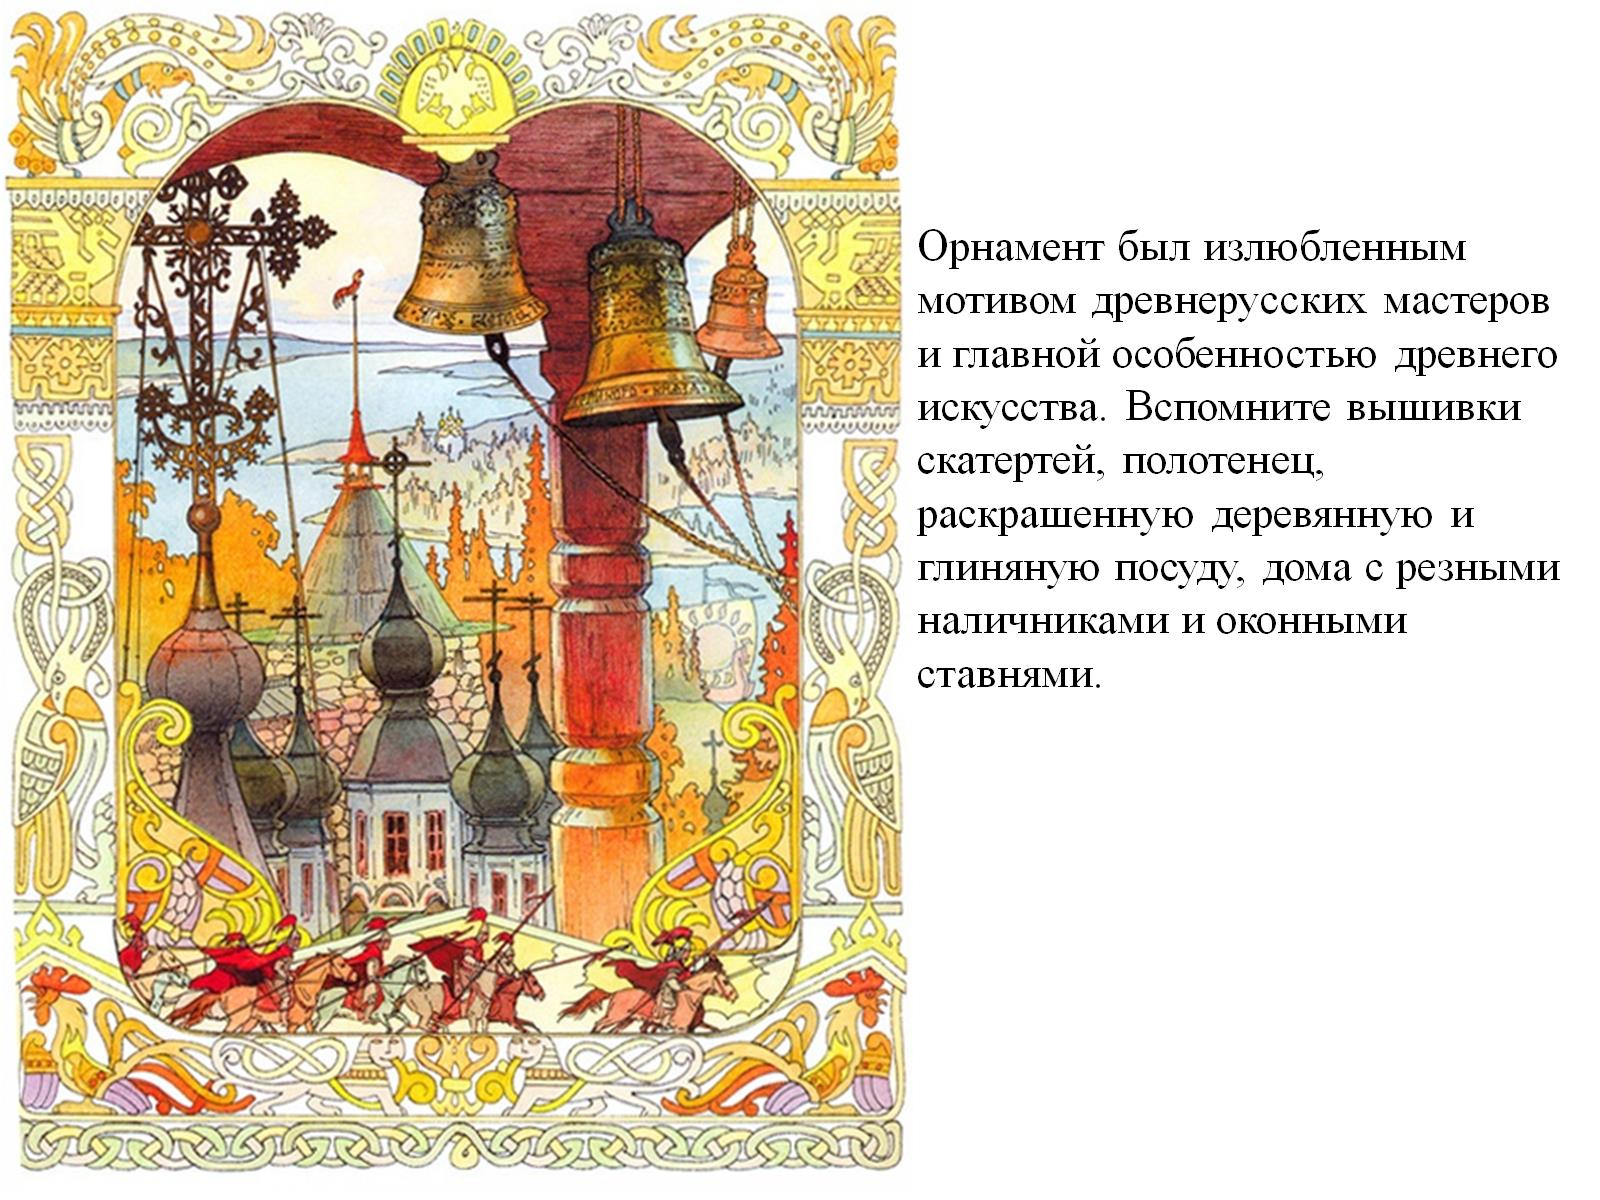 Орнамент был излюбленным
мотивом древнерусских мастеров
и главной особенностью древнего
искусства. Вспомните вышивки
скатертей, полотенец,
раскрашенную деревянную и
глиняную посуду, дома с резными
наличниками и оконными
ставнями.